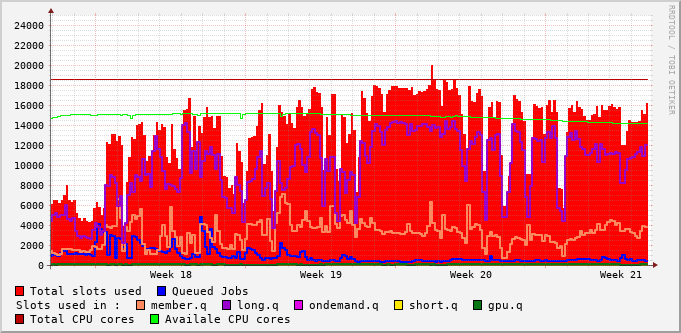 24000
22000
20000
18000
16000
14000
12000
10000
8000
6000
4000
2000
0
Week 18 Week 19 Week 20 Week 21
Total slots used Queued Jobs
Slots used in : member.q long.q ondemand.q short.q gpu.q
Total CPU cores Availale CPU cores
RRDTOOL / TOBI OETIKER